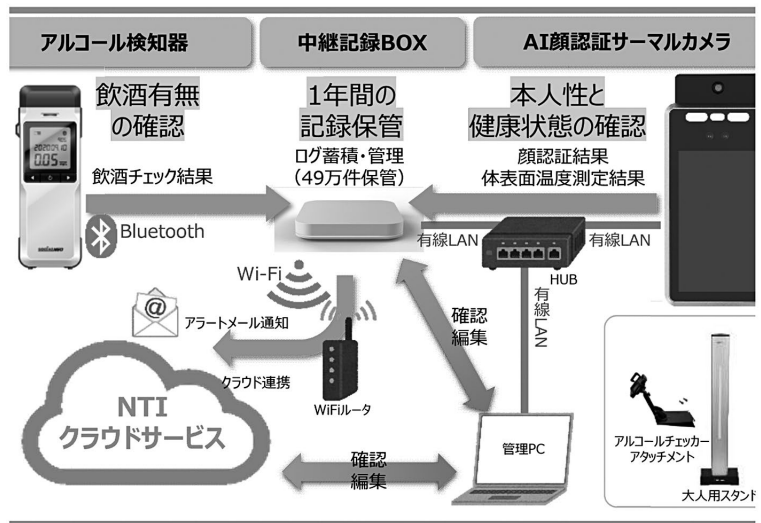 アルコール検知器
中継記録BOX
AI顔認証サーマルカメラ
飲酒有無
の確認
1年間の
記録保管
本人性と
健康状態の確認
ログ蓄積・管理
(49万件保管)
顔認証結果
体表面温度測定結果
飲酒チェック結果
2020.09.10
0.05
Bluetooth
有線LAN
有線LAN
HUB
Wi-Fi
有線LAN
@
アラートメール通知
確認
編集
クラウド連携
WiFiルータ
NTI
クラウドサービス
管理PC
確認
編集
アルコールチェッカー
アタッチメント
大人用スタンド